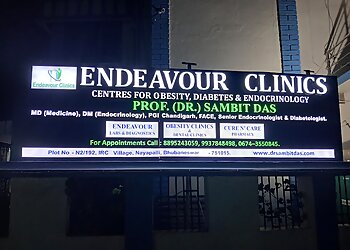 Endeavour Clinics
ENDEAVOUR CLINICS
CENTRES FOR OBESITY, DIABETES & ENDOCRINOLOGY
PROF. (DR.) SAMBIT DAS
MD (Medicine), DM (Endocrinology), PGI Chandigarh, FACE, Senior Endocrinologist & Diabetologist.
ENDEAVOUR
LABS & DIAGNOSTICS
OBESITY CLINICS
&
DENTAL CLINICS
CURE N' CARE
PHARMACY
For Appointments Call : 8895243059, 9937848498, 0674-3550845.
Plot No - N2/192, IRC Village, Nayapalli, Bhubaneswar - 751015. www.drsambitdas.com